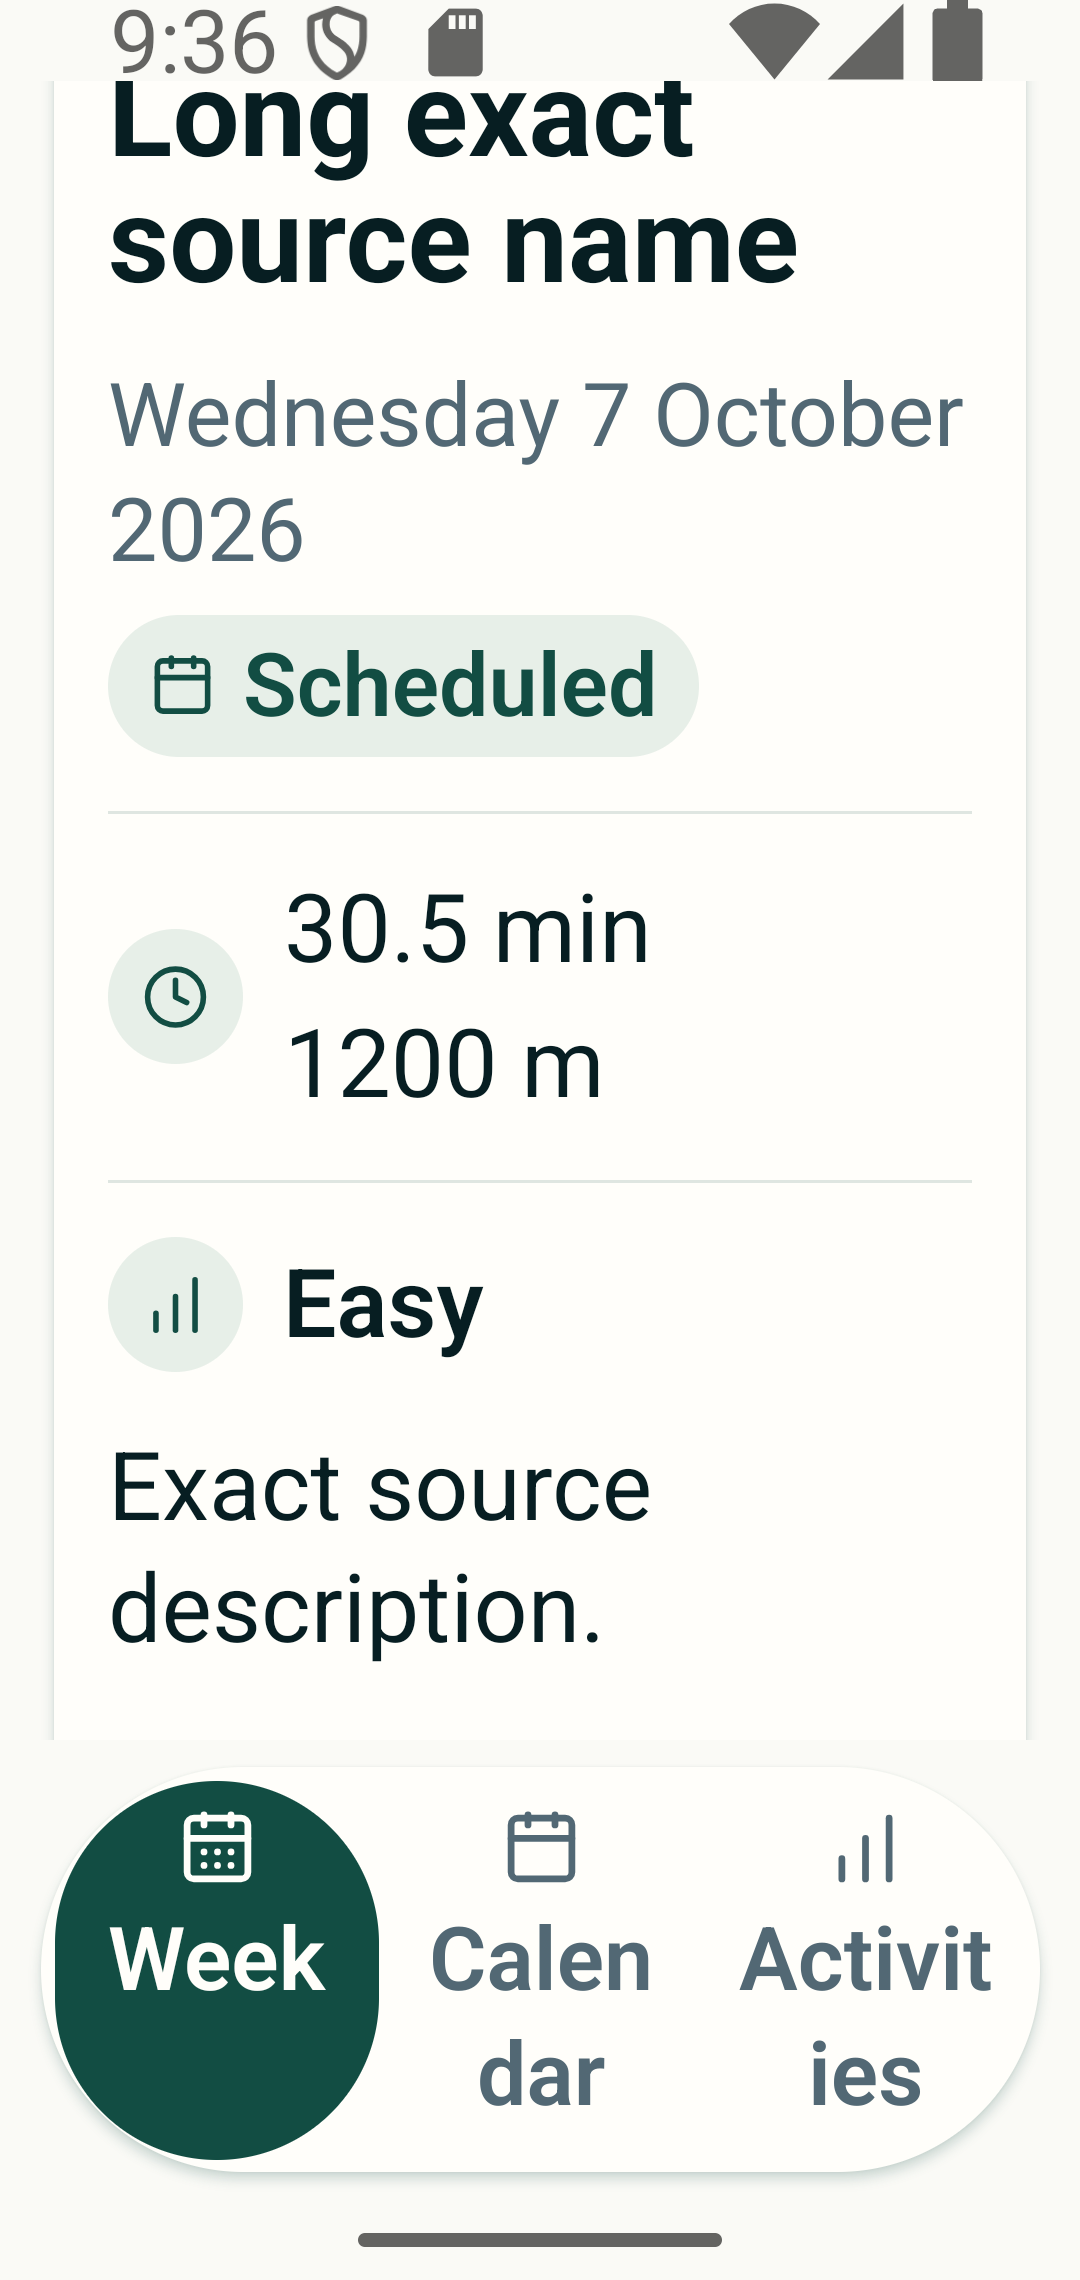 9:36
Long exact
source name
Wednesday 7 October
2026
Scheduled
30.5 min
1200 m
Easy
Exact source
description.
Week
Calen
dar
Activit
ies